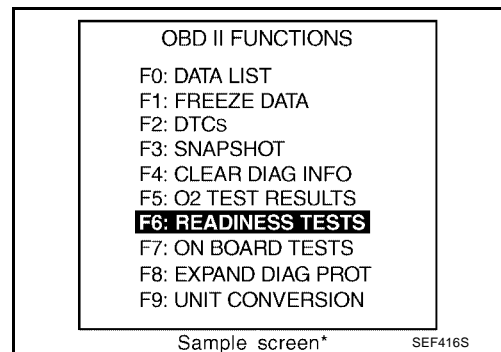 OBD II FUNCTIONS
F0: DATA LIST
F1: FREEZE DATA
F2: DTCs
F3: SNAPSHOT
F4: CLEAR DIAG INFO
F5: O2 TEST RESULTS
F6: READINESS TESTS
F7: ON BOARD TESTS
F8: EXPAND DIAG PROT
F9: UNIT CONVERSION
Sample screen*
SEF416S